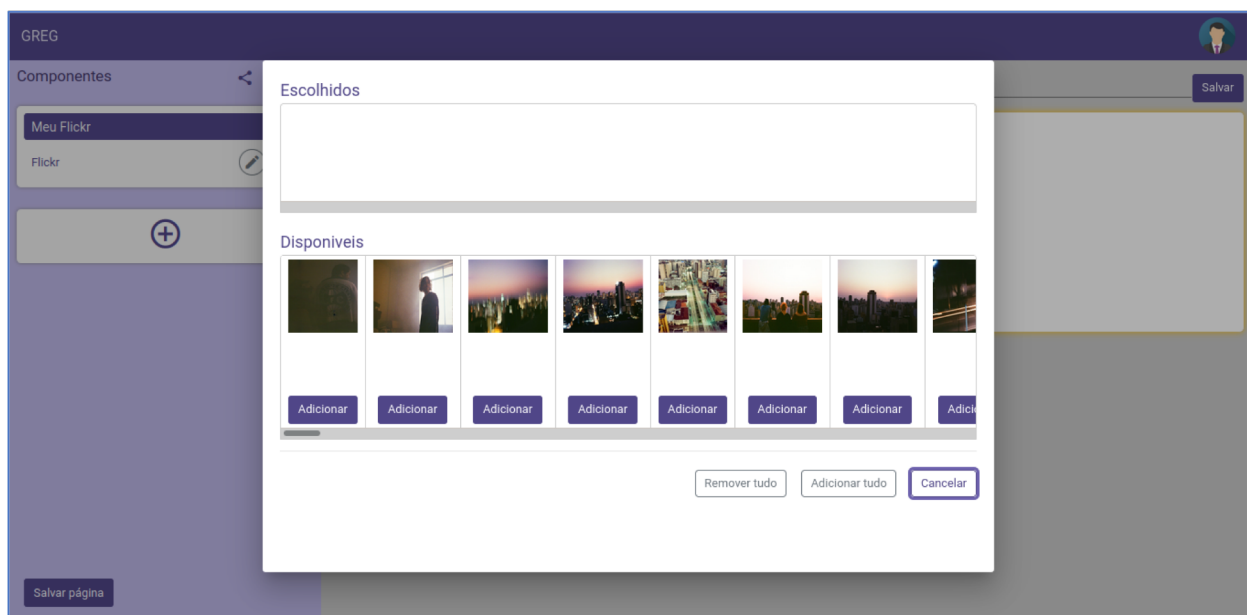 GREG
Componentes
Salvar
Meu Flickr
Flickr
Escolhidos
Disponiveis
Adicionar
Adicionar
Adicionar
Adicionar
Adicionar
Adicionar
Adicionar
Adici
Remover tudo
Adicionar tudo
Cancelar
Salvar página